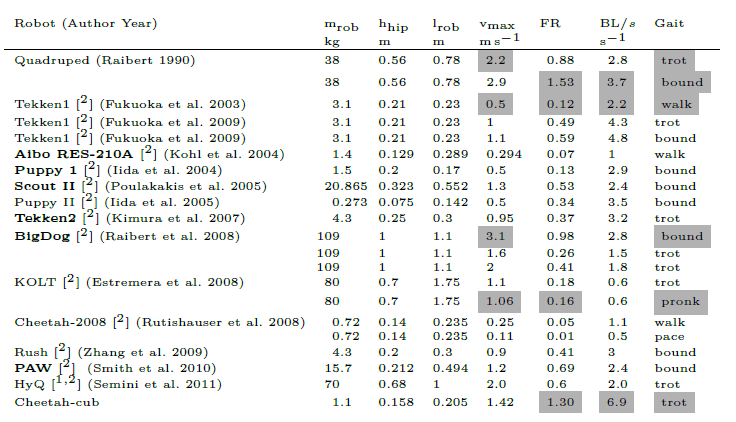 Robot (Author Year) m_rob h_hip l_rob v_max FR BL/s Gait
kg m m m s^−1 s^−1
Quadruped (Raibert 1990) 38 0.56 0.78 2.2 0.88 2.8 trot
38 0.56 0.78 2.9 1.53 3.7 bound
Tekken1 [2] (Fukuoka et al. 2003) 3.1 0.21 0.23 0.5 0.12 2.2 walk
Tekken1 [2] (Fukuoka et al. 2009) 3.1 0.21 0.23 1 0.49 4.3 trot
Tekken1 [2] (Fukuoka et al. 2009) 3.1 0.21 0.23 1.1 0.59 4.8 bound
Aibo RES-210A [2] (Kohl et al. 2004) 1.4 0.129 0.289 0.294 0.07 1 walk
Puppy 1 [2] (Iida et al. 2004) 1.5 0.2 0.17 0.5 0.13 2.9 bound
Scout II [2] (Poulakakis et al. 2005) 20.865 0.323 0.552 1.3 0.53 2.4 bound
Puppy II [2] (Iida et al. 2005) 0.273 0.075 0.142 0.5 0.34 3.5 bound
Tekken2 [2] (Kimura et al. 2007) 4.3 0.25 0.3 0.95 0.37 3.2 trot
BigDog [2] (Raibert et al. 2008) 109 1 1.1 3.1 0.98 2.8 bound
109 1 1.1 1.6 0.26 1.5 trot
109 1 1.1 2 0.41 1.8 trot
KOLT [2] (Estremera et al. 2008) 80 0.7 1.75 1.1 0.18 0.6 trot
80 0.7 1.75 1.06 0.16 0.6 pronk
Cheetah-2008 [2] (Rutishauser et al. 2008) 0.72 0.14 0.235 0.25 0.05 1.1 walk
0.72 0.14 0.235 0.11 0.01 0.5 pace
Rush [2] (Zhang et al. 2009) 4.3 0.2 0.3 0.9 0.41 3 bound
PAW [2] (Smith et al. 2010) 15.7 0.212 0.494 1.2 0.69 2.4 bound
HyQ [1,2] (Semini et al. 2011) 70 0.68 1 2.0 0.6 2.0 trot
Cheetah-cub 1.1 0.158 0.205 1.42 1.30 6.9 trot